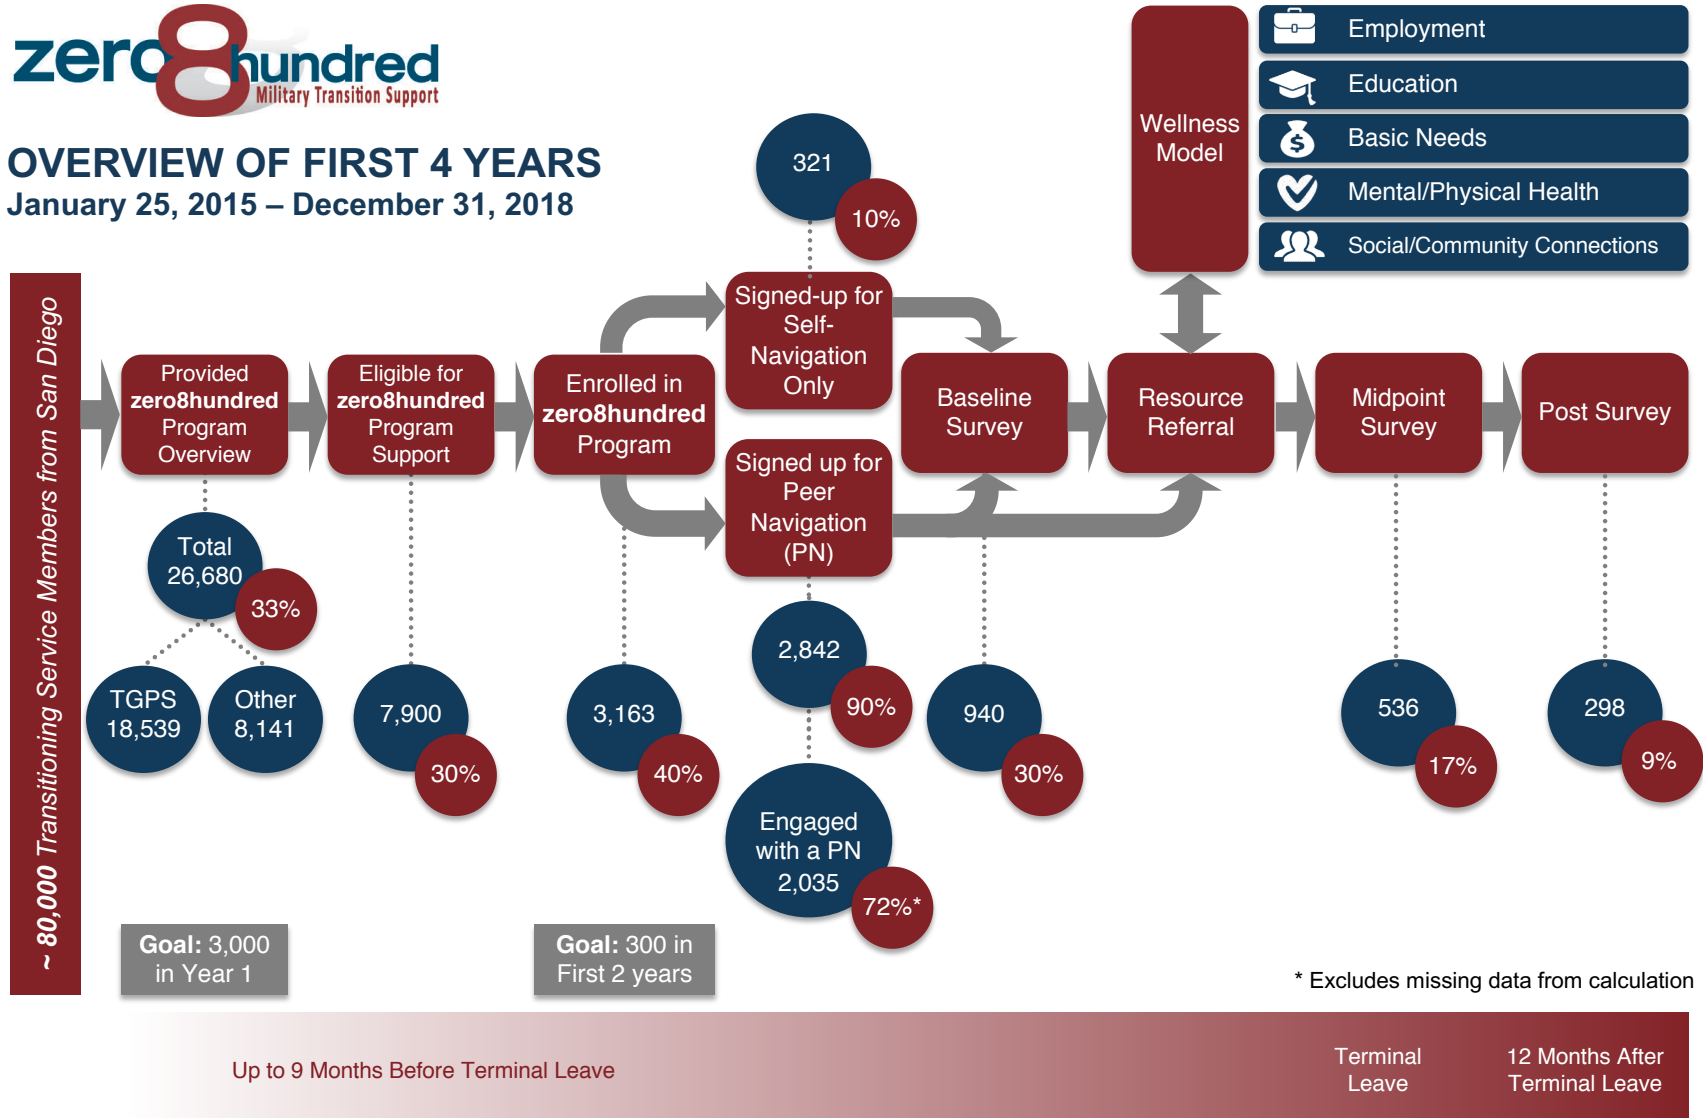 zero8hundred
Military Transition Support
OVERVIEW OF FIRST 4 YEARS
January 25, 2015 – December 31, 2018
~ 80,000 Transitioning Service Members from San Diego
Provided
zero8hundred
Program
Overview
Total
26,680
33%
TGPS
18,539
Other
8,141
Goal: 3,000
in Year 1
Eligible for
zero8hundred
Program
Support
7,900
30%
Enrolled in
zero8hundred
Program
3,163
40%
Goal: 300 in
First 2 years
321
10%
Signed-up for
Self-
Navigation
Only
Signed up for
Peer
Navigation
(PN)
2,842
90%
Engaged
with a PN
2,035
72%*
Baseline
Survey
940
30%
Resource
Referral
Wellness
Model
Employment
Education
Basic Needs
Mental/Physical Health
Social/Community Connections
Midpoint
Survey
536
17%
Post Survey
298
9%
* Excludes missing data from calculation
Up to 9 Months Before Terminal Leave
Terminal
Leave
12 Months After
Terminal Leave